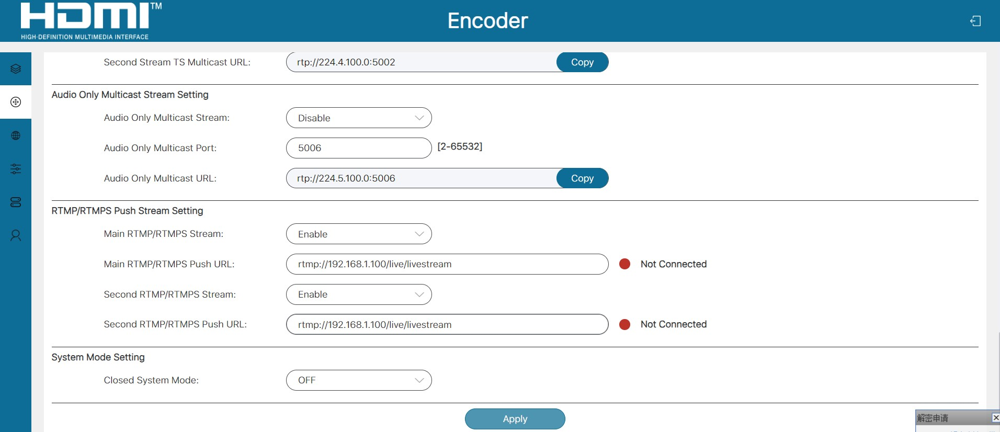 HDMI™
HIGH-DEFINITION MULTIMEDIA INTERFACE
Encoder
Second Stream TS Multicast URL: rtp://224.4.100.0:5002 Copy
Audio Only Multicast Stream Setting
Audio Only Multicast Stream: Disable
Audio Only Multicast Port: 5006 [2-65532]
Audio Only Multicast URL: rtp://224.5.100.0:5006 Copy
RTMP/RTMPS Push Stream Setting
Main RTMP/RTMPS Stream: Enable
Main RTMP/RTMPS Push URL: rtmp://192.168.1.100/live/livestream Not Connected
Second RTMP/RTMPS Stream: Enable
Second RTMP/RTMPS Push URL: rtmp://192.168.1.100/live/livestream Not Connected
System Mode Setting
Closed System Mode: OFF
Apply
解密申请